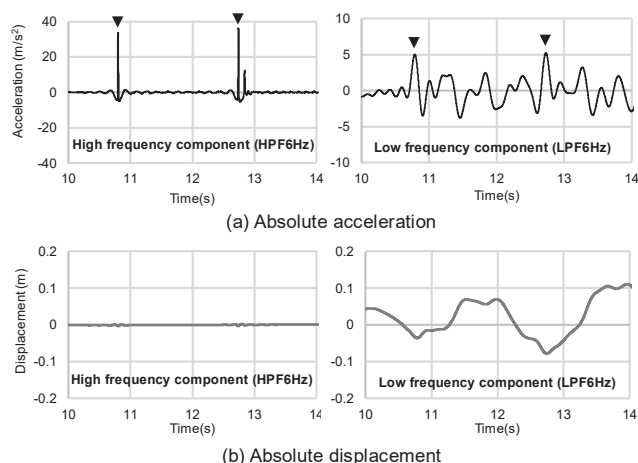 Acceleration (m/s²)
40
20
0
-20
-40
High frequency component (HPF6Hz)
10 11 12 13 14
Time(s)
10
5
0
-5
-10
Low frequency component (LPF6Hz)
10 11 12 13 14
Time(s)
(a) Absolute acceleration
Displacement (m)
0.2
0.1
0
-0.1
-0.2
High frequency component (HPF6Hz)
10 11 12 13 14
Time(s)
0.2
0.1
0
-0.1
-0.2
Low frequency component (LPF6Hz)
10 11 12 13 14
Time(s)
(b) Absolute displacement